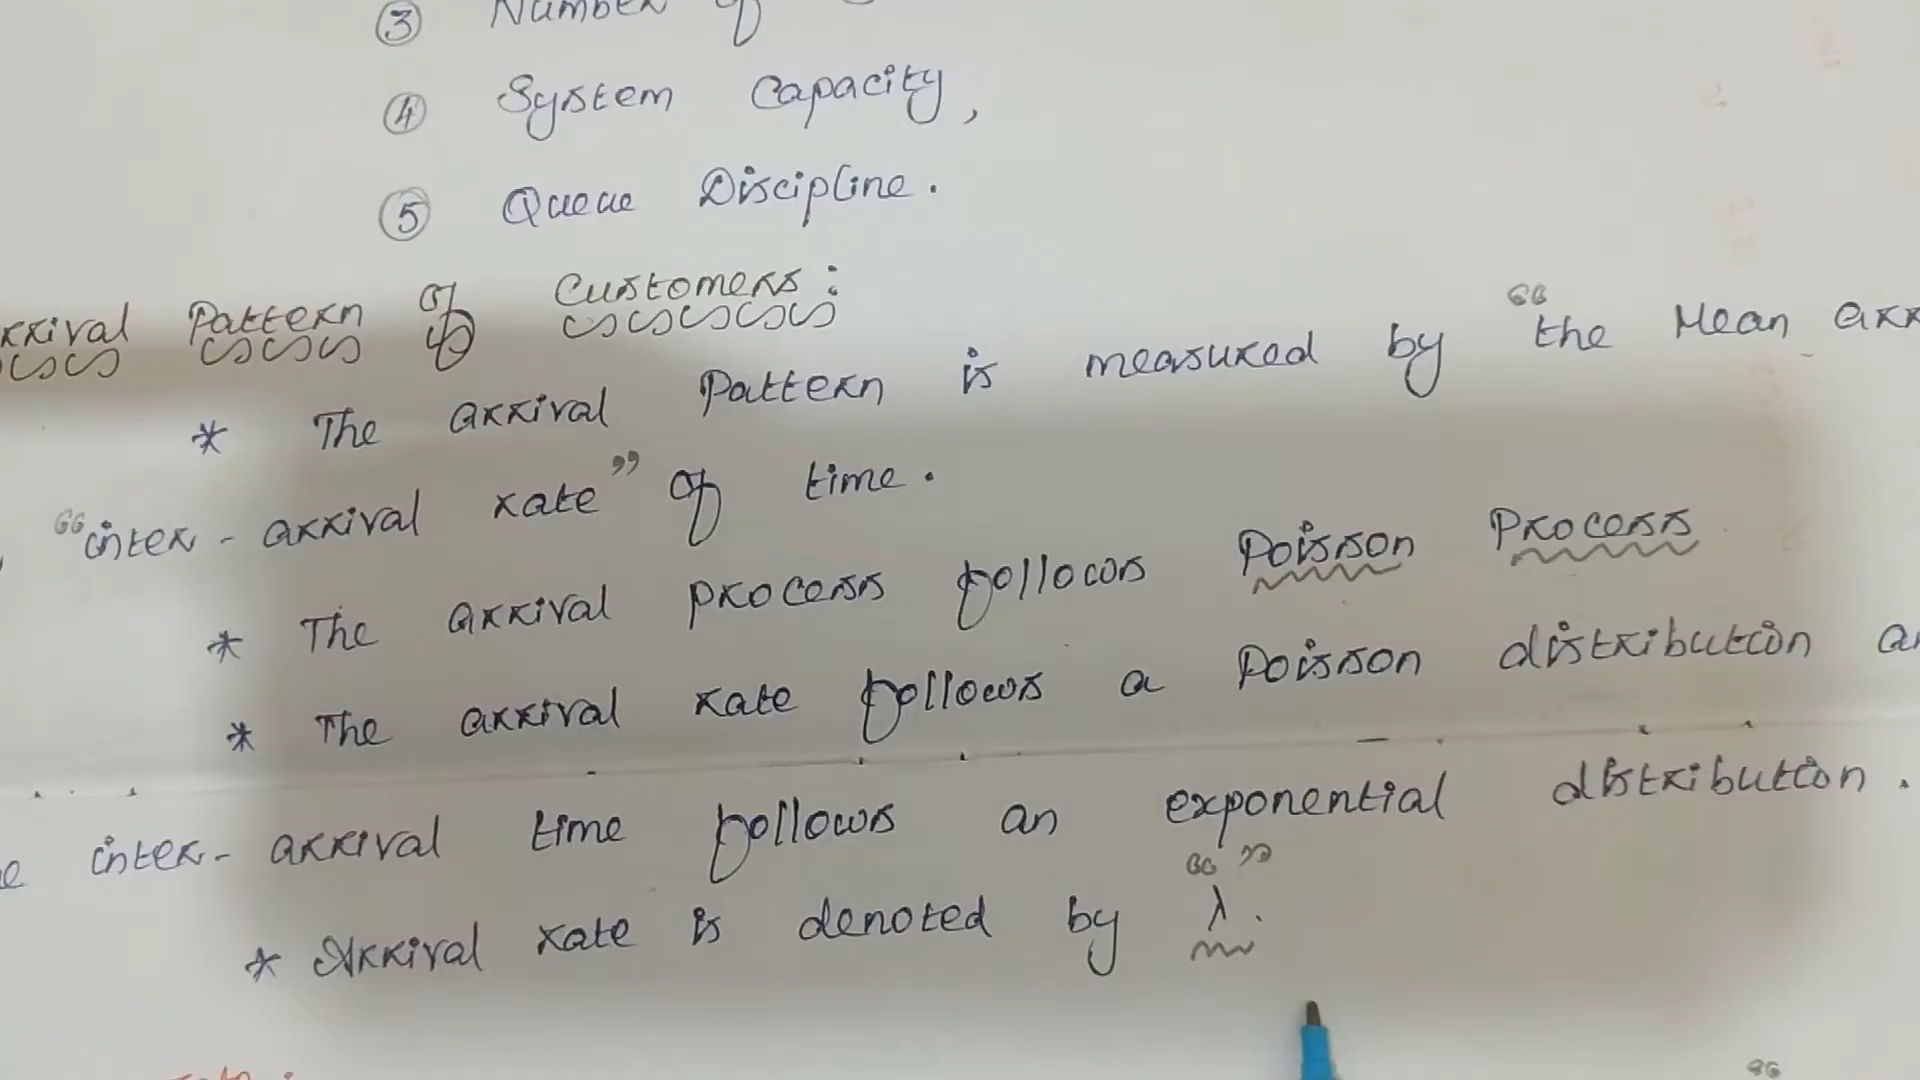 ③ Number of
④ System Capacity,
⑤ Queue Discipline.
rrival Pattern of Customers:
* The arrival Pattern is measured by "the Mean arr
, "inter-arrival rate" of time.
* The arrival process follows Poisson Process
* The arrival rate follows a Poisson distribution a
e inter-arrival time follows an exponential distribution.
* Arrival rate is denoted by "λ".